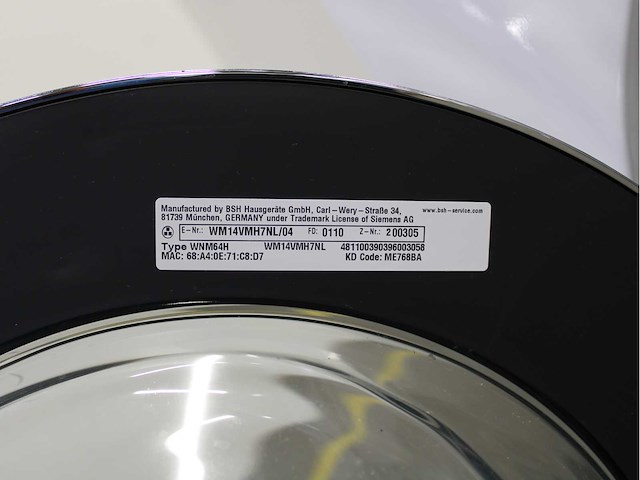 Manufactured by BSH Hausgeräte GmbH, Carl-Wery-Straße 34, www.bsh-service.com
81739 München, GERMANY under Trademark License of Siemens AG
E-Nr.: WM14VMH7NL/04 FD: 0110 Z-Nr.: 200305
Type WNM64H WM14VMH7NL 481100390396003058
MAC: 68:A4:0E:71:C8:D7 KD Code: ME768BA